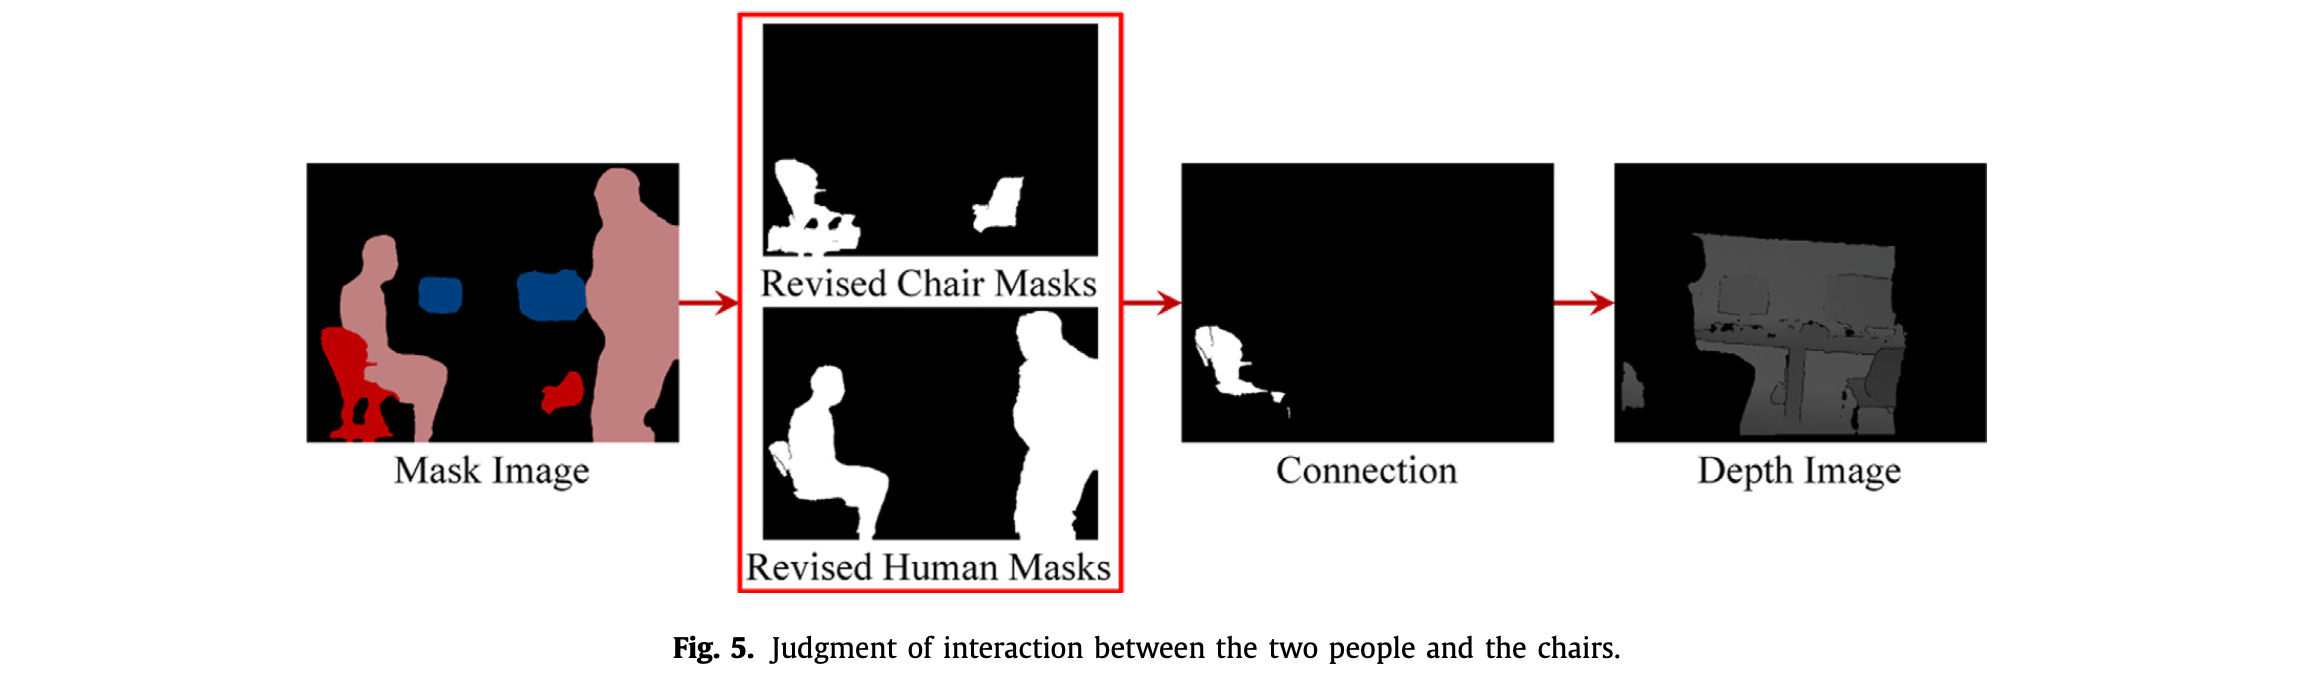 Revised Chair Masks
Revised Human Masks
Mask Image
Connection
Depth Image
Fig. 5. Judgment of interaction between the two people and the chairs.